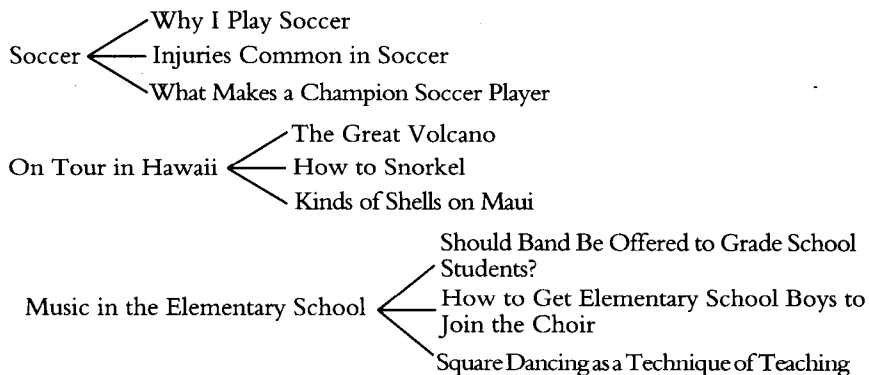 Why I Play Soccer
Soccer
Injuries Common in Soccer
What Makes a Champion Soccer Player
The Great Volcano
On Tour in Hawaii
How to Snorkel
Kinds of Shells on Maui
Should Band Be Offered to Grade School
Students?
Music in the Elementary School
How to Get Elementary School Boys to
Join the Choir
Square Dancing as a Technique of Teaching